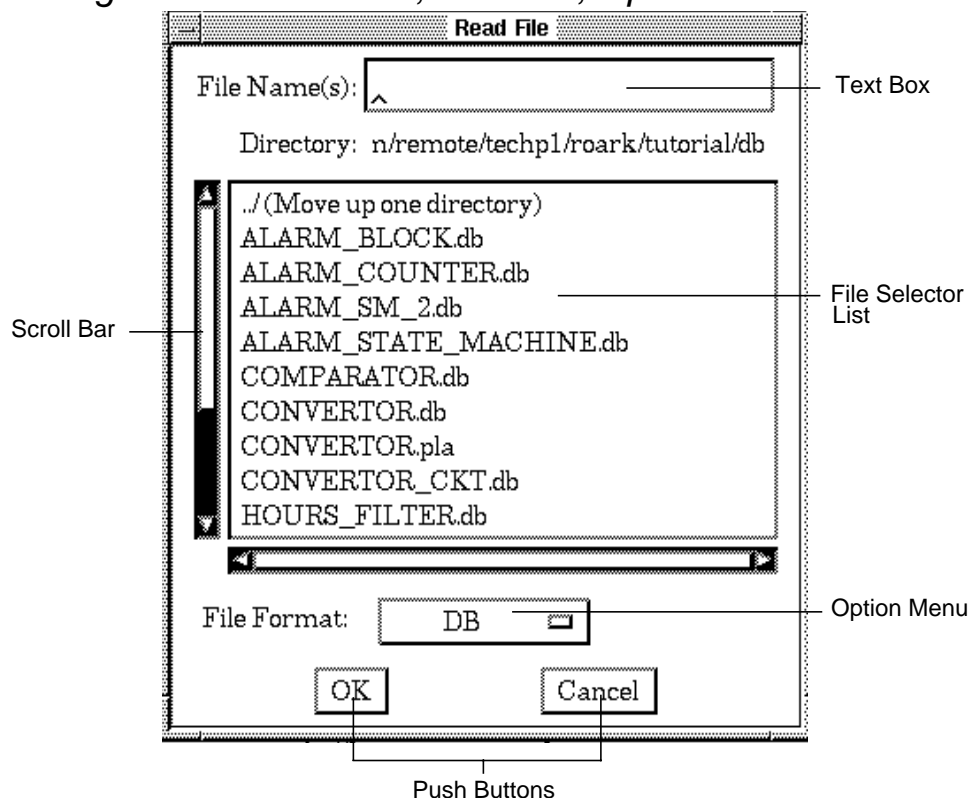 Read File
File Name(s):
Text Box
Directory: n/remote/techp1/roark/tutorial/db
../(Move up one directory)
ALARM_BLOCK.db
ALARM_COUNTER.db
ALARM_SM_2.db
ALARM_STATE_MACHINE.db
COMPARATOR.db
CONVERTOR.db
CONVERTOR.pla
CONVERTOR_CKT.db
HOURS_FILTER.db
Scroll Bar
File Selector
List
File Format: DB
Option Menu
OK Cancel
Push Buttons